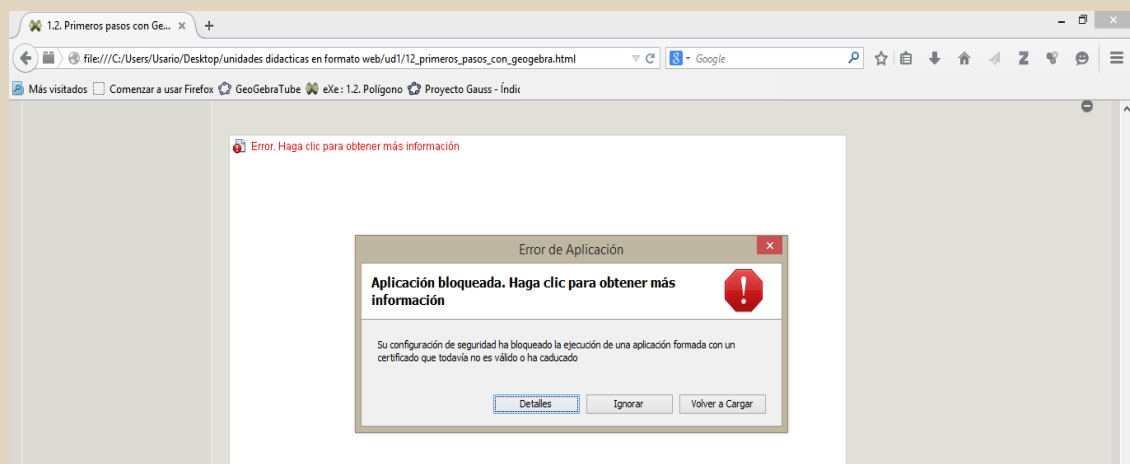 1.2. Primeros pasos con Ge...
file:///C:/Users/Usario/Desktop/unidades didacticas en formato web/ud1/12_primeros_pasos_con_geogebra.html
Google
Más visitados Comenzar a usar Firefox GeoGebraTube eXe : 1.2. Polígono Proyecto Gauss - Índic
Error. Haga clic para obtener más información
Error de Aplicación
Aplicación bloqueada. Haga clic para obtener más
información
Su configuración de seguridad ha bloqueado la ejecución de una aplicación formada con un
certificado que todavía no es válido o ha caducado
Detalles Ignorar Volver a Cargar